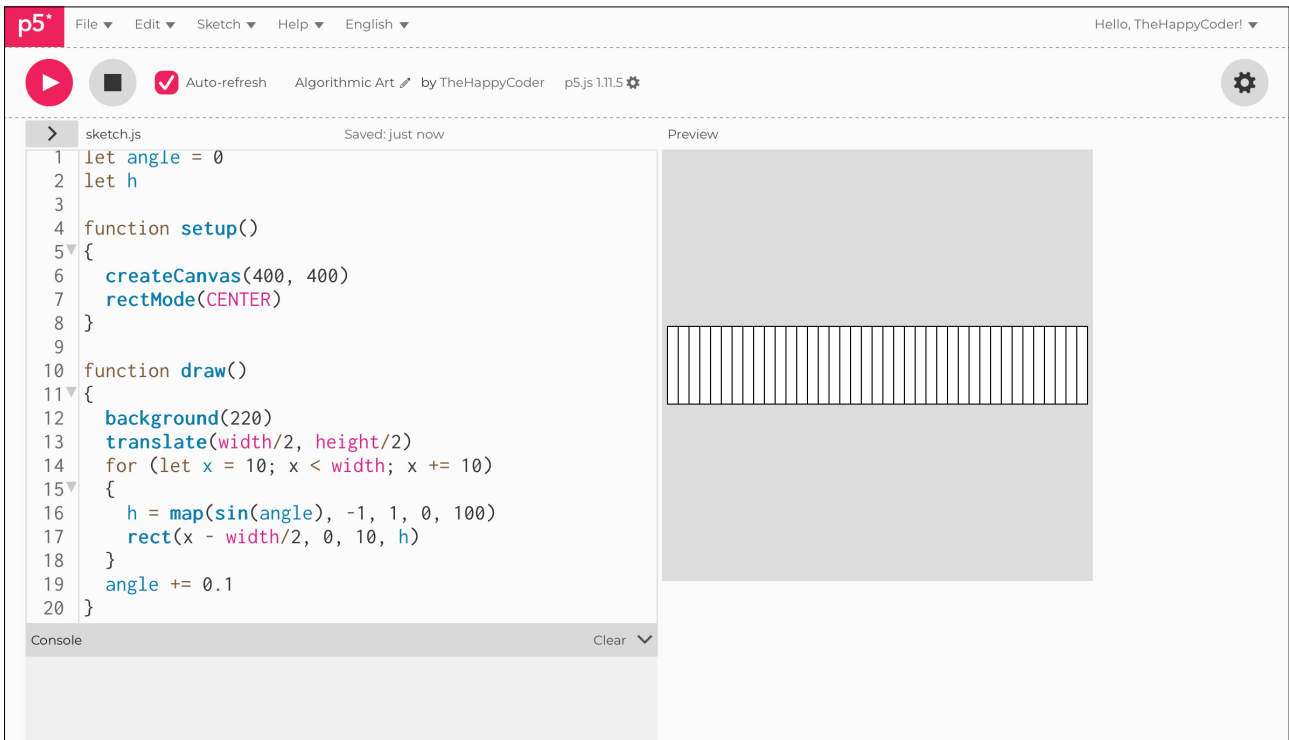 p5* File Edit Sketch Help English Hello, TheHappyCoder!
Auto-refresh Algorithmic Art by TheHappyCoder p5.js 1.11.5
sketch.js Saved: just now Preview
1 let angle = 0
2 let h
3
4 function setup()
5 {
6   createCanvas(400, 400)
7   rectMode(CENTER)
8 }
9
10 function draw()
11 {
12   background(220)
13   translate(width/2, height/2)
14   for (let x = 10; x < width; x += 10)
15   {
16     h = map(sin(angle), -1, 1, 0, 100)
17     rect(x - width/2, 0, 10, h)
18   }
19   angle += 0.1
20 }
Console Clear